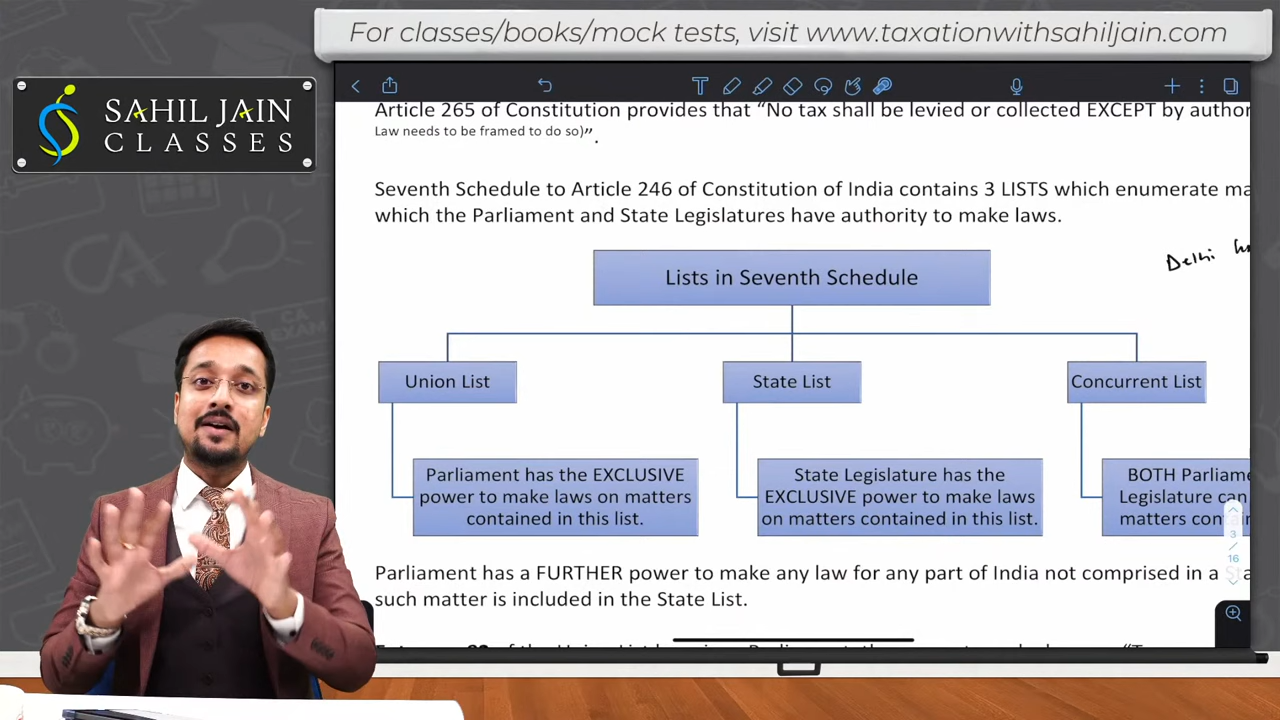 For classes/books/mock tests, visit www.taxationwithsahiljain.com
SAHIL JAIN
CLASSES
Article 265 of Constitution provides that “No tax shall be levied or collected EXCEPT by
Law needs to be framed to do so)”.
Seventh Schedule to Article 246 of Constitution of India contains 3 LISTS which enumerate
which the Parliament and State Legislatures have authority to make laws.
Delhi
Lists in Seventh Schedule
Union List
State List
Concurrent List
Parliament has the EXCLUSIVE
power to make laws on matters
contained in this list.
State Legislature has the
EXCLUSIVE power to make laws
on matters contained in this list.
BOTH
Legislature can
matters
3
/
16
Parliament has a FURTHER power to make any law for any part of India not comprised in a
such matter is included in the State List.